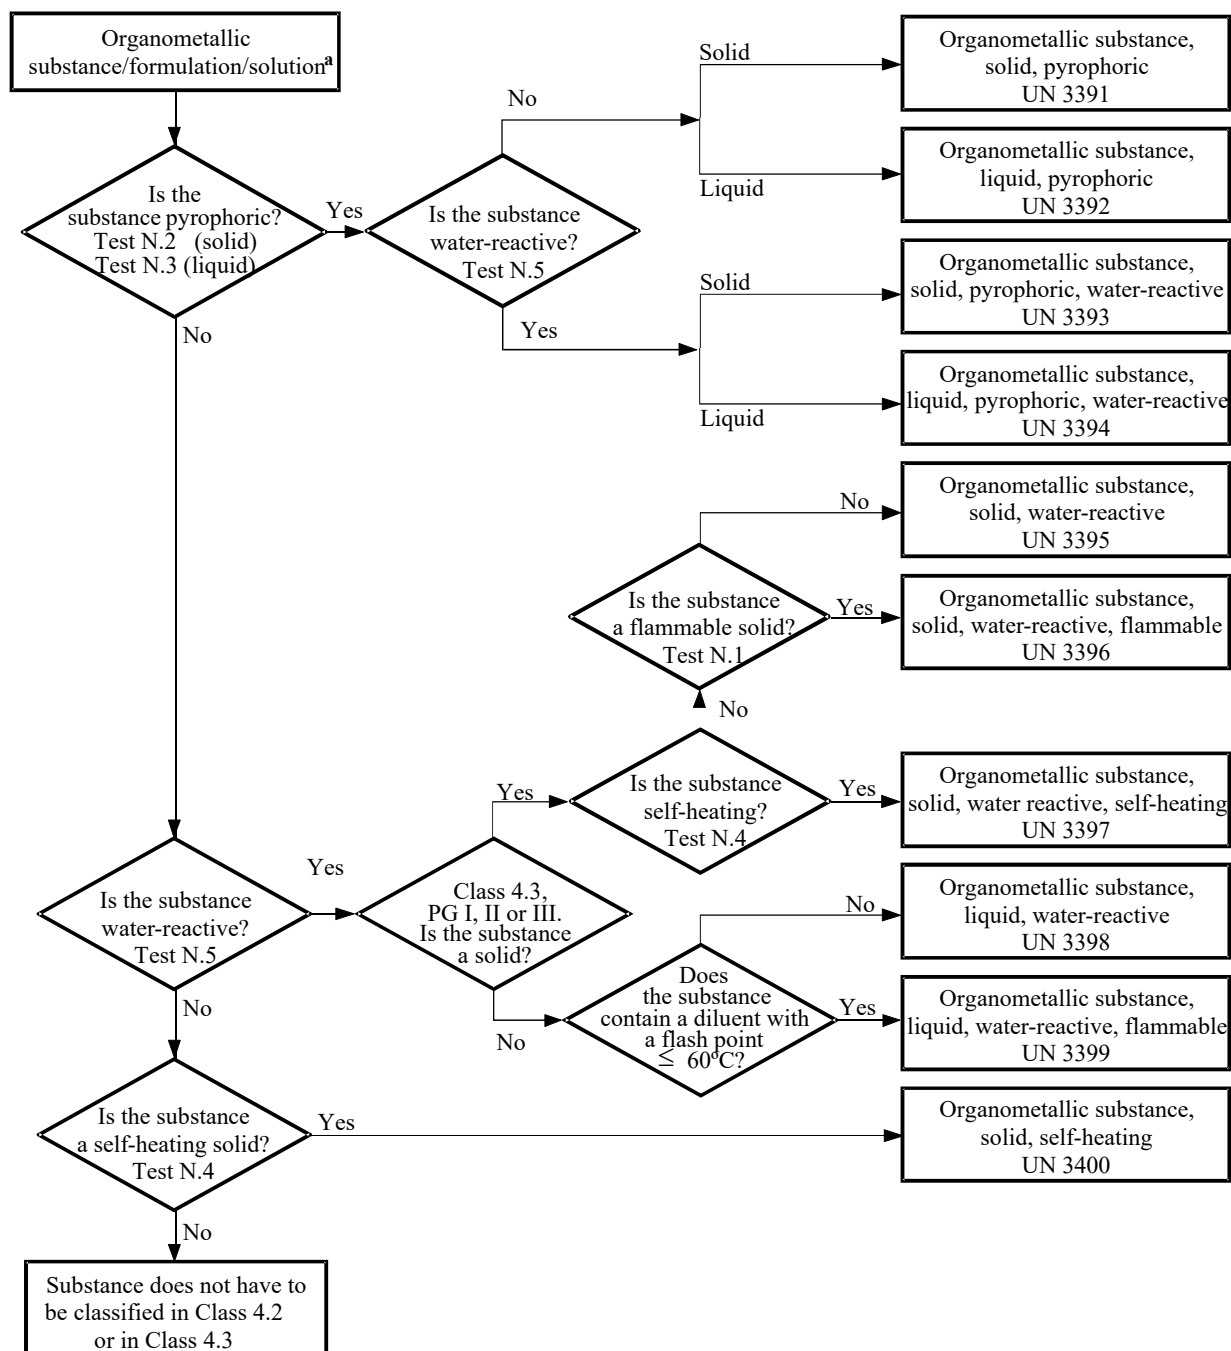 Organometallic
substance/formulation/solutionᵃ
Is the
substance pyrophoric?
Test N.2 (solid)
Test N.3 (liquid)
Yes
No
Is the substance
water-reactive?
Test N.5
No
Solid
Organometallic substance,
solid, pyrophoric
UN 3391
Liquid
Organometallic substance,
liquid, pyrophoric
UN 3392
Yes
Solid
Organometallic substance,
solid, pyrophoric, water-reactive
UN 3393
Liquid
Organometallic substance,
liquid, pyrophoric, water-reactive
UN 3394
No
Organometallic substance,
solid, water-reactive
UN 3395
Is the substance
a flammable solid?
Test N.1
Yes
Organometallic substance,
solid, water-reactive, flammable
UN 3396
No
Is the substance
self-heating?
Test N.4
Yes
Organometallic substance,
solid, water reactive, self-heating
UN 3397
Yes
Is the substance
water-reactive?
Test N.5
Yes
Class 4.3,
PG I, II or III.
Is the substance
a solid?
No
Organometallic substance,
liquid, water-reactive
UN 3398
No
Does
the substance
contain a diluent with
a flash point
≤ 60ºC?
Yes
Organometallic substance,
liquid, water-reactive, flammable
UN 3399
No
Is the substance
a self-heating solid?
Test N.4
Yes
Organometallic substance,
solid, self-heating
UN 3400
No
Substance does not have to
be classified in Class 4.2
or in Class 4.3